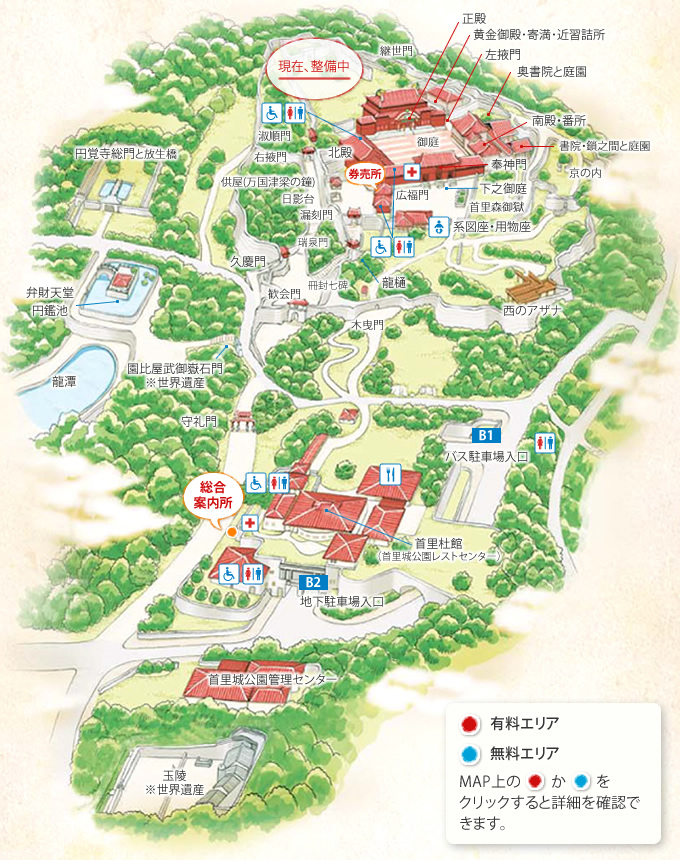 正殿
黄金御殿・寄満・近習詰所
継世門
左掖門
現在、整備中
奥書院と庭園
南殿・番所
淑順門
御庭
書院・鎖之間と庭園
円覚寺総門と放生橋
右掖門
北殿
奉神門
京の内
券売所
供屋(万国津梁の鐘)
広福門
下之御庭
日影台
首里森御嶽
漏刻門
系図座・用物座
瑞泉門
久慶門
龍樋
冊封七碑
弁財天堂
歓会門
西のアザナ
円鑑池
木曳門
園比屋武御嶽石門
※世界遺産
龍潭
守礼門
B1
バス駐車場入口
総合
案内所
首里杜館
(首里城公園レストセンター)
B2
地下駐車場入口
首里城公園管理センター
有料エリア
無料エリア
MAP上の か を
クリックすると詳細を確認で
きます。
玉陵
※世界遺産